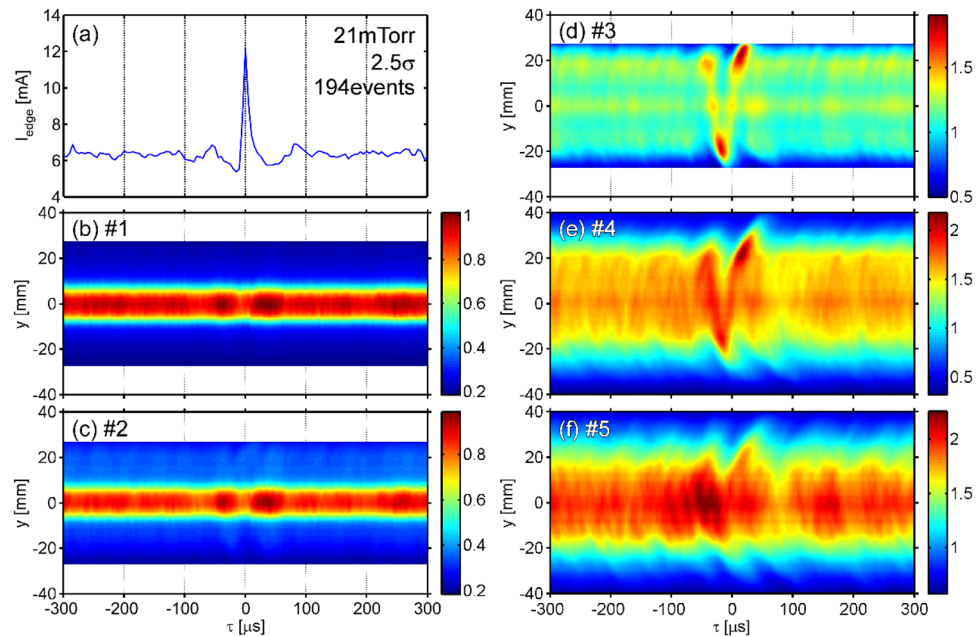 (a)
21mTorr
2.5σ
194events
I_edge [mA]
14
12
10
8
6
4
(b) #1
y [mm]
40
20
0
-20
-40
1
0.8
0.6
0.4
0.2
(c) #2
y [mm]
40
20
0
-20
-40
1
0.8
0.6
0.4
0.2
-300 -200 -100 0 100 200 300
τ [μs]
(d) #3
y [mm]
40
20
0
-20
-40
1.5
1
0.5
(e) #4
y [mm]
40
20
0
-20
-40
2
1.5
1
0.5
(f) #5
y [mm]
40
20
0
-20
-40
2
1.5
1
-300 -200 -100 0 100 200 300
τ [μs]